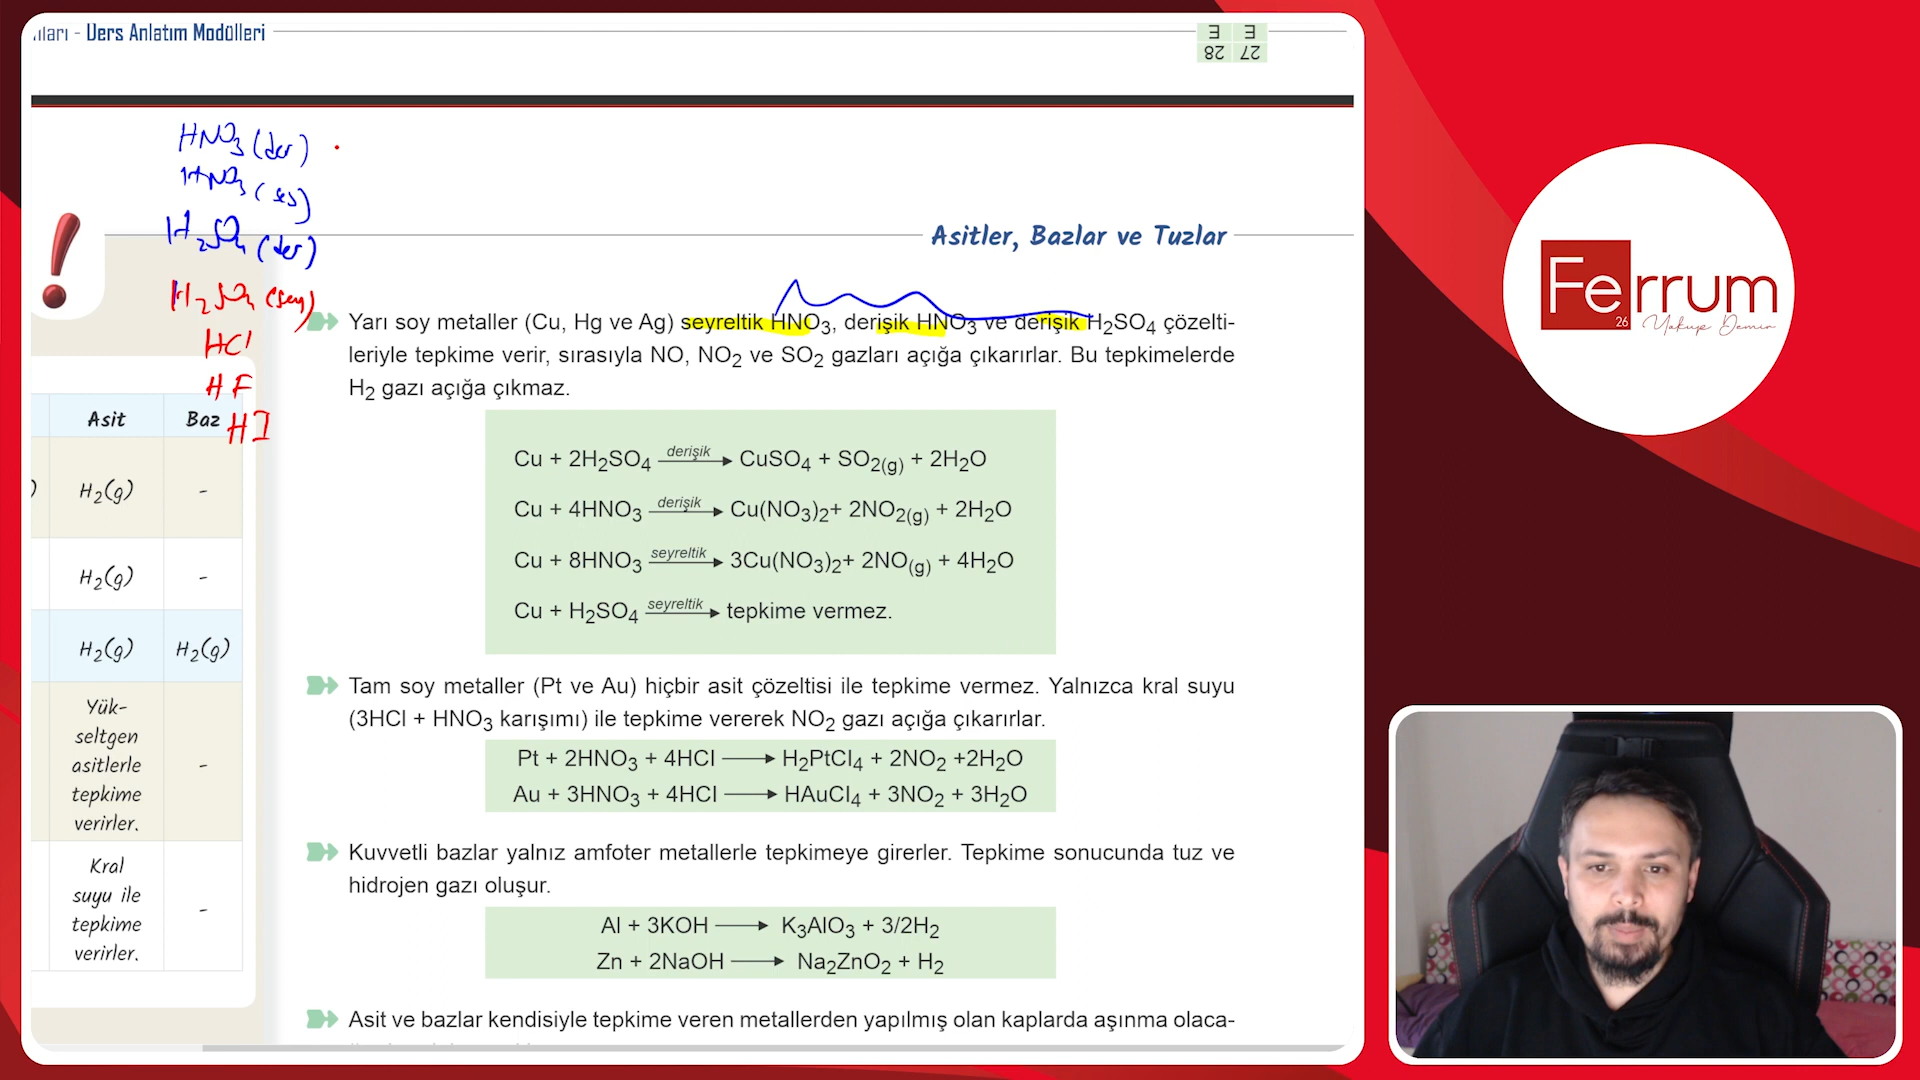 ıları - Ders Anlatım Modülleri
E E
28 27
HNO3 (der)
HNO3 (sey)
H2SO4 (der)
H2SO4 (sey)
HCl
HF
HI
Asitler, Bazlar ve Tuzlar
Yarı soy metaller (Cu, Hg ve Ag) seyreltik HNO3, derişik HNO3 ve derişik H2SO4 çözelti-
leriyle tepkime verir, sırasıyla NO, NO2 ve SO2 gazları açığa çıkarırlar. Bu tepkimelerde
H2 gazı açığa çıkmaz.
Cu + 2H2SO4 derişik → CuSO4 + SO2(g) + 2H2O
Cu + 4HNO3 derişik → Cu(NO3)2+ 2NO2(g) + 2H2O
Cu + 8HNO3 seyreltik → 3Cu(NO3)2+ 2NO(g) + 4H2O
Cu + H2SO4 seyreltik → tepkime vermez.
Tam soy metaller (Pt ve Au) hiçbir asit çözeltisi ile tepkime vermez. Yalnızca kral suyu
(3HCl + HNO3 karışımı) ile tepkime vererek NO2 gazı açığa çıkarırlar.
Pt + 2HNO3 + 4HCl → H2PtCl4 + 2NO2 +2H2O
Au + 3HNO3 + 4HCl → HAuCl4 + 3NO2 + 3H2O
Kuvvetli bazlar yalnız amfoter metallerle tepkimeye girerler. Tepkime sonucunda tuz ve
hidrojen gazı oluşur.
Al + 3KOH → K3AlO3 + 3/2H2
Zn + 2NaOH → Na2ZnO2 + H2
Asit ve bazlar kendisiyle tepkime veren metallerden yapılmış olan kaplarda aşınma olaca-
Asit Baz
) H2(g) -
H2(g) -
H2(g) H2(g)
Yük-
seltgen
asitlerle
tepkime
verirler.
-
Kral
suyu ile
tepkime
verirler.
-
Ferrum
26 Yakup Demir